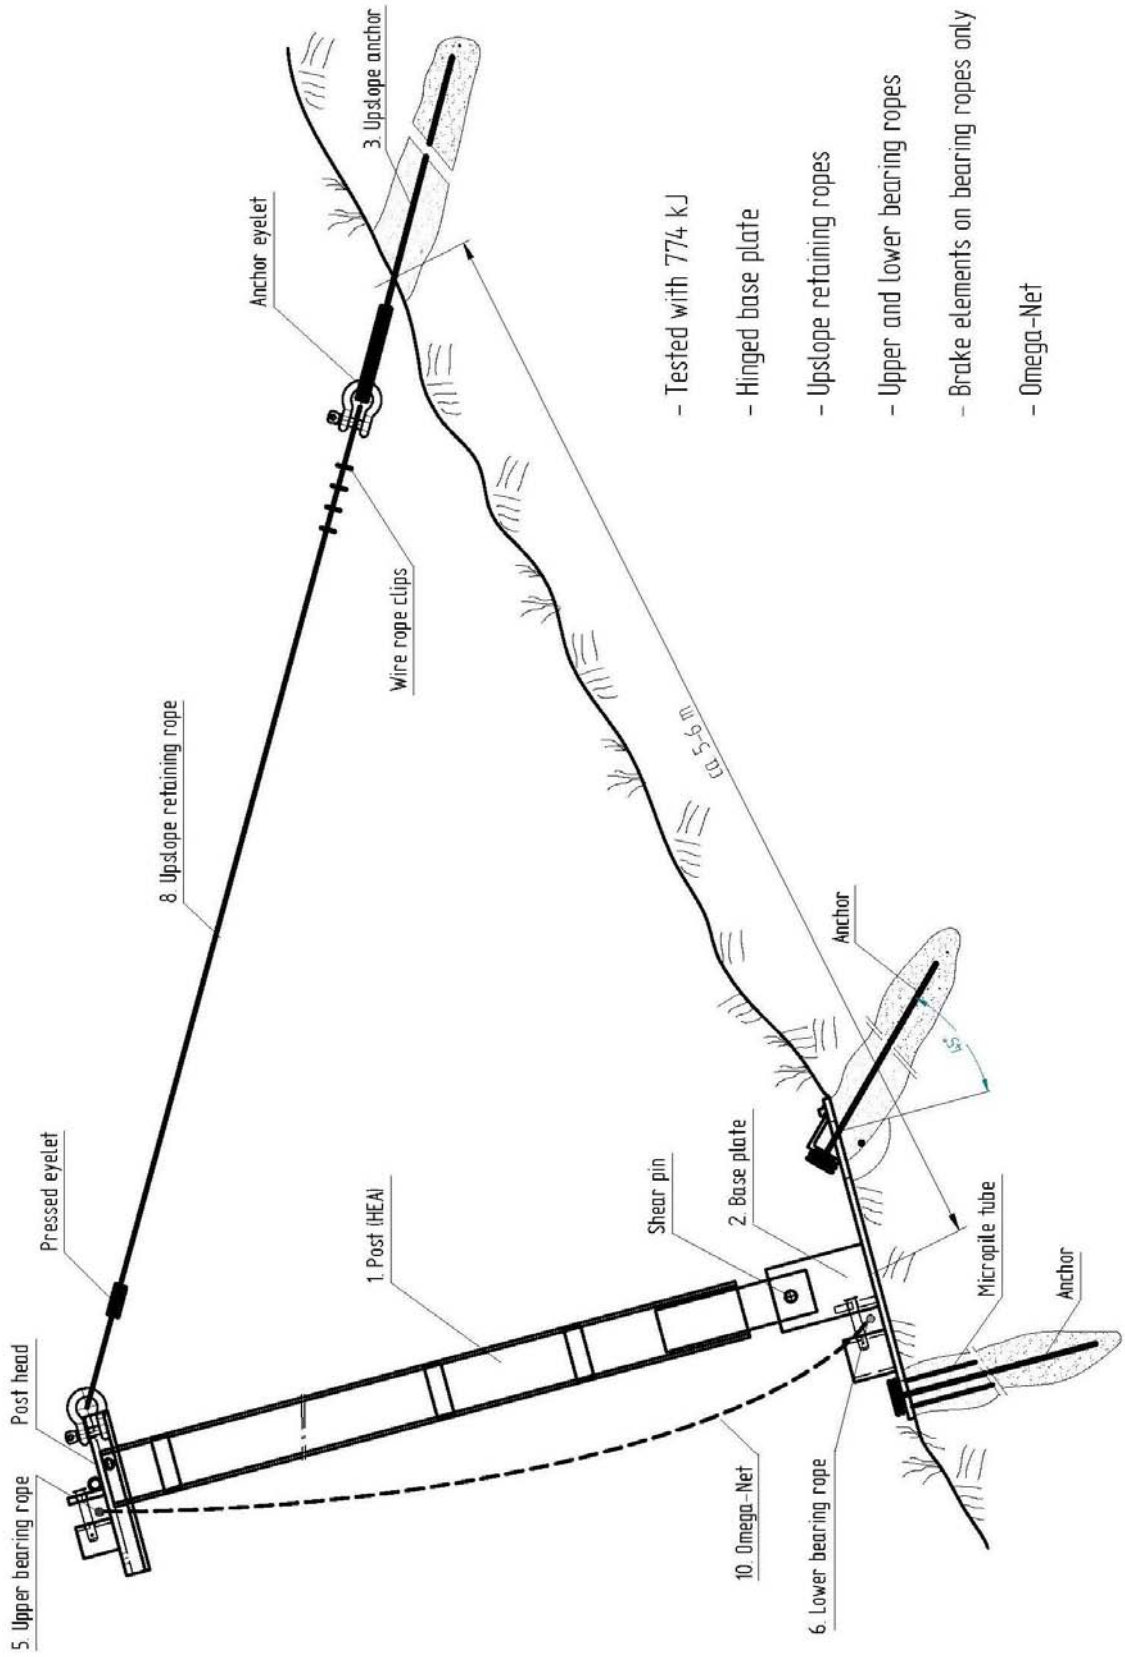 5. Upper bearing rope
Post head
Pressed eyelet
8. Upslope retaining rope
Anchor eyelet
3. Upslope anchor
1. Post (HEA)
Wire rope clips
Shear pin
2. Base plate
ca. 5-6 m
10. Omega-Net
6. Lower bearing rope
Anchor
15°
Micropile tube
Anchor
- Tested with 774 kJ
- Hinged base plate
- Upslope retaining ropes
- Upper and lower bearing ropes
- Brake elements on bearing ropes only
- Omega-Net